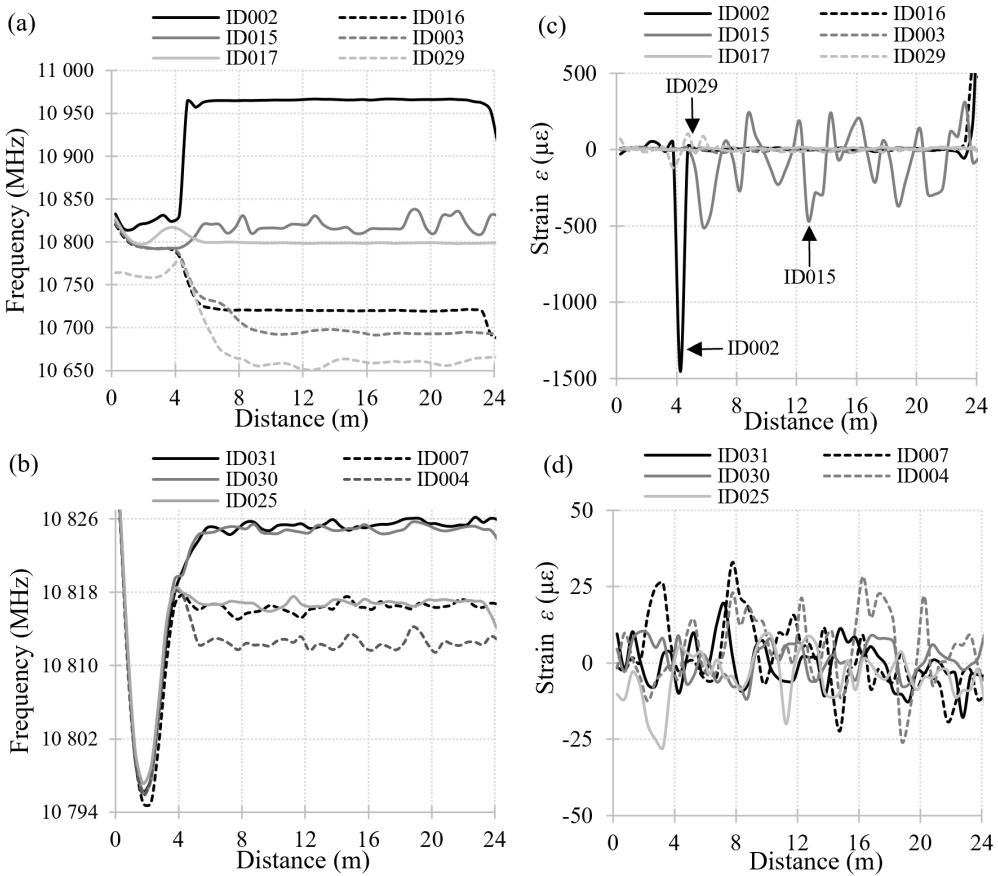 (a)
ID002 ID016
ID015 ID003
ID017 ID029
Frequency (MHz)
11 000
10 950
10 900
10 850
10 800
10 750
10 700
10 650
0 4 8 12 16 20 24
Distance (m)
(c)
ID002 ID016
ID015 ID003
ID017 ID029
Strain ε (με)
500
0
-500
-1000
-1500
ID029
ID015
ID002
0 4 8 12 16 20 24
Distance (m)
(b)
ID031 ID007
ID030 ID004
ID025
Frequency (MHz)
10 826
10 818
10 810
10 802
10 794
0 4 8 12 16 20 24
Distance (m)
(d)
ID031 ID007
ID030 ID004
ID025
Strain ε (με)
50
25
0
-25
-50
0 4 8 12 16 20 24
Distance (m)